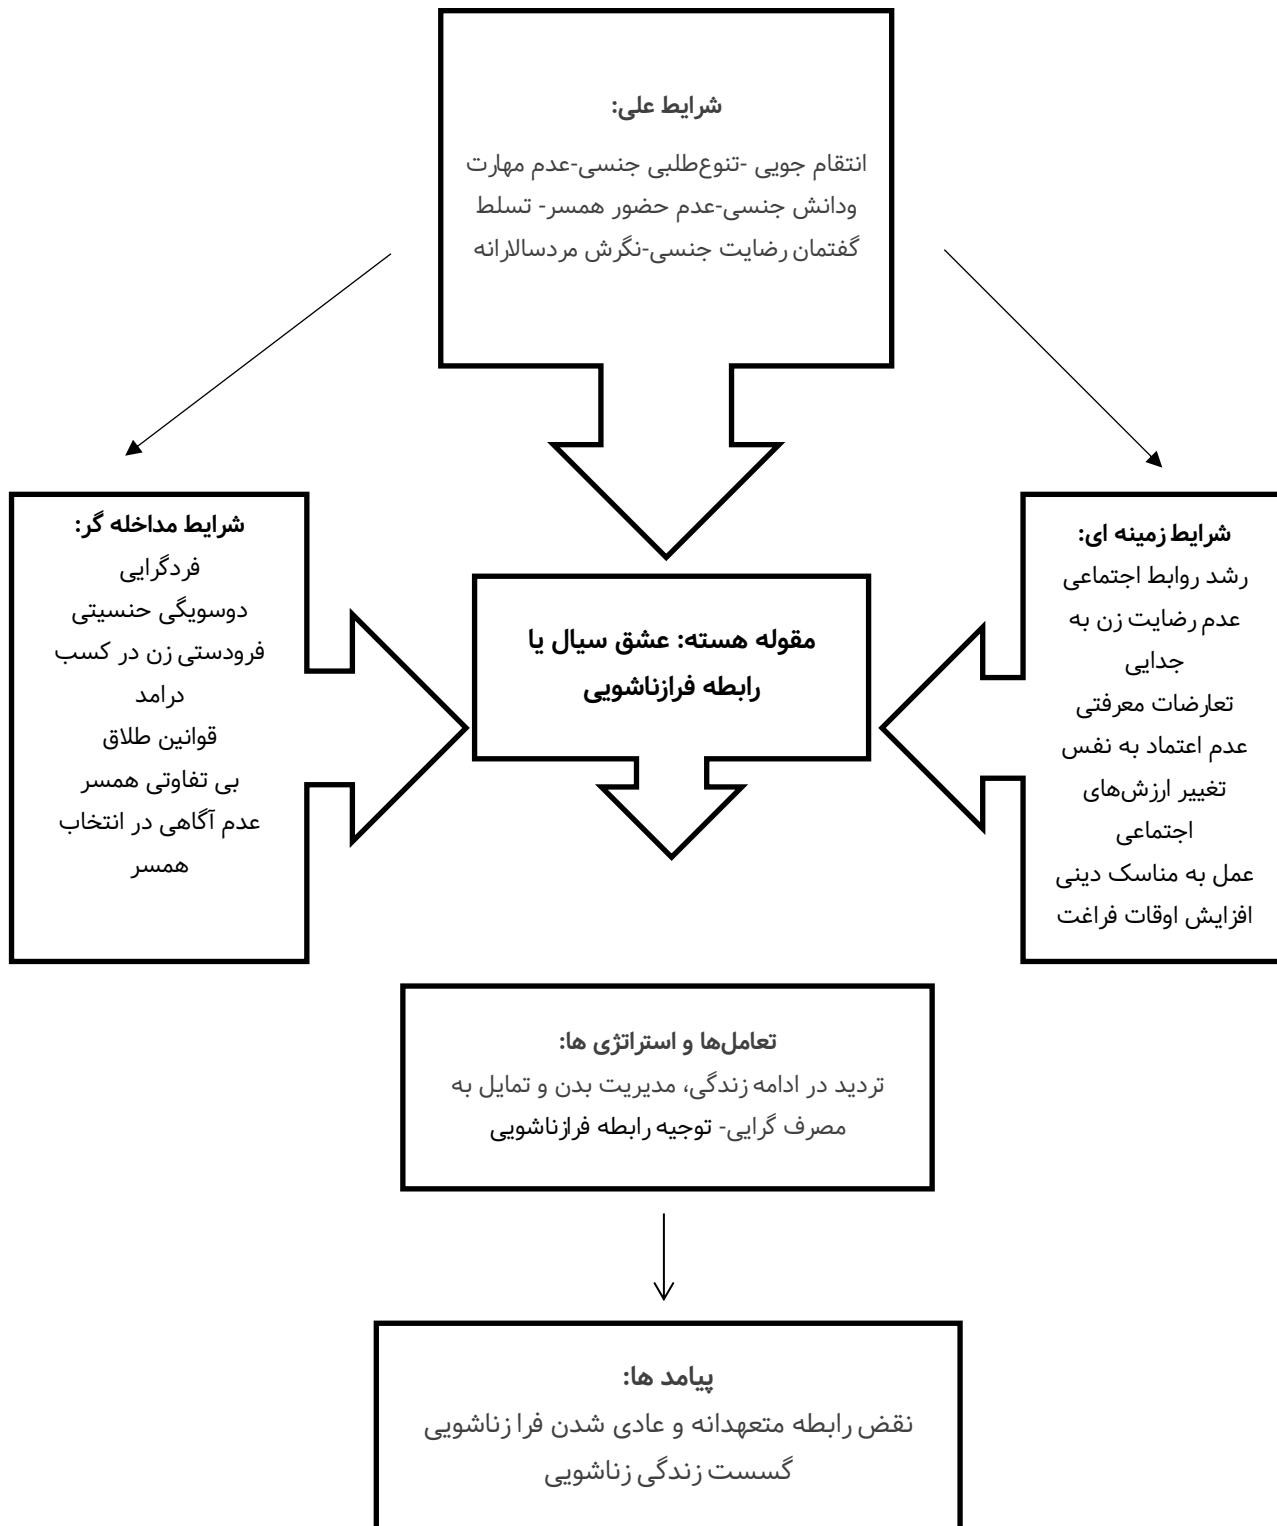 شرایط علی:
انتقام جویی -تنوع‌طلبی جنسی-عدم مهارت
ودانش جنسی-عدم حضور همسر- تسلط
گفتمان رضایت جنسی-نگرش مردسالارانه
شرایط زمینه ای:
رشد روابط اجتماعی
عدم رضایت زن به
جدایی
تعارضات معرفتی
عدم اعتماد به نفس
تغییر ارزش‌های
اجتماعی
عمل به مناسک دینی
افزایش اوقات فراغت
مقوله هسته: عشق سیال یا
رابطه فرازناشویی
شرایط مداخله گر:
فردگرایی
دوسویگی حنسیتی
فرودستی زن در کسب
درامد
قوانین طلاق
بی تفاوتی همسر
عدم آگاهی در انتخاب
همسر
تعامل‌ها و استراتژی ها:
تردید در ادامه زندگی، مدیریت بدن و تمایل به
مصرف گرایی- توجیه رابطه فرازناشویی
پیامد ها:
نقض رابطه متعهدانه و عادی شدن فرا زناشویی
گسست زندگی زناشویی